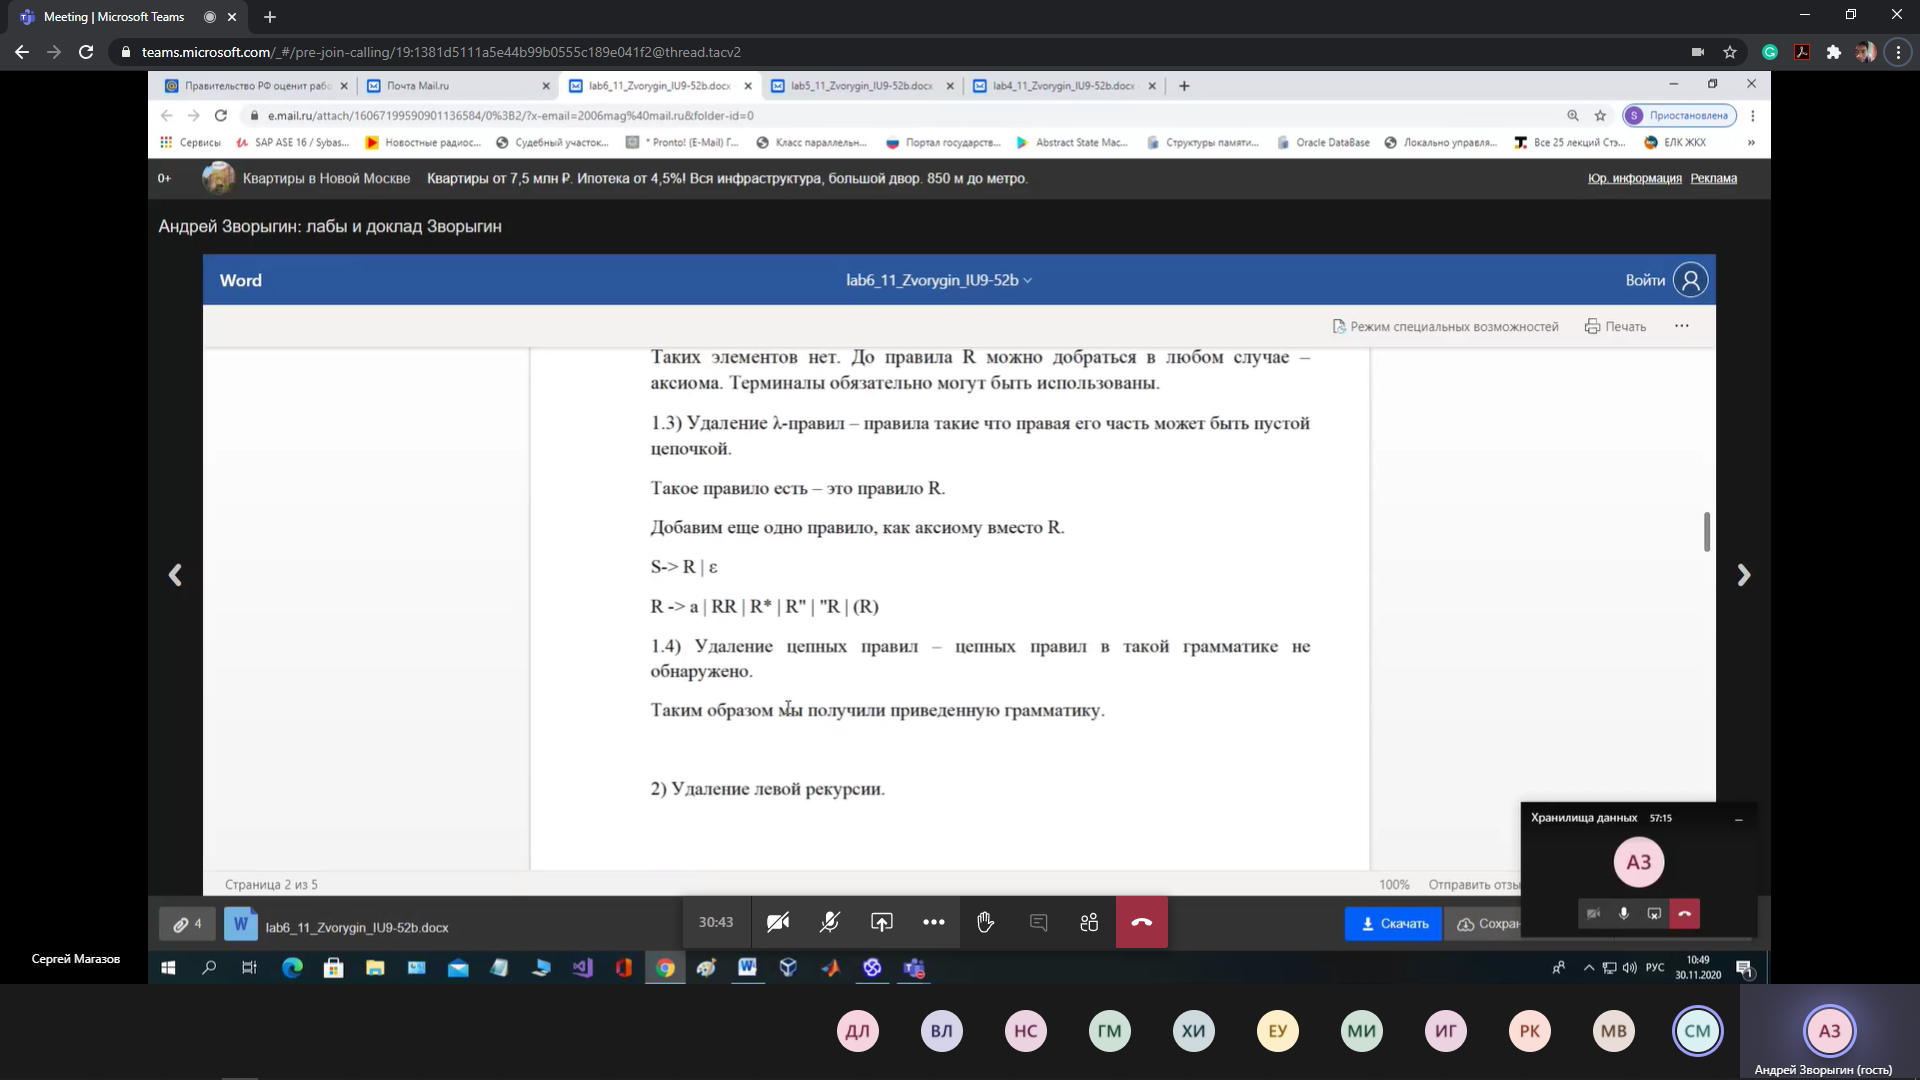 Meeting | Microsoft Teams
teams.microsoft.com/_#/pre-join-calling/19:1381d5111a5e44b99b0555c189e041f2@thread.tacv2
Правительство РФ оценит рабо
Почта Mail.ru
lab6_11_Zvorygin_IU9-52b.docx
lab5_11_Zvorygin_IU9-52b.docx
lab4_11_Zvorygin_IU9-52b.docx
e.mail.ru/attach/16067199590901136584/0%3B2/?x-email=2006mag%40mail.ru&folder-id=0
S Приостановлена
Сервисы
SAP ASE 16 / Sybas...
Новостные радиос...
Судебный участок...
* Pronto! (E-Mail) Г...
Класс параллельн...
Портал государств...
Abstract State Mac...
Структуры памяти...
Oracle DataBase
Локально управля...
Все 25 лекций Стэ...
ЕЛК ЖКХ
»
0+
Квартиры в Новой Москве
Квартиры от 7,5 млн ₽. Ипотека от 4,5%! Вся инфраструктура, большой двор. 850 м до метро.
Юр. информация
Реклама
Андрей Зворыгин: лабы и доклад Зворыгин
Word
lab6_11_Zvorygin_IU9-52b
Войти
Режим специальных возможностей
Печать
Таких элементов нет. До правила R можно добраться в любом случае –
аксиома. Терминалы обязательно могут быть использованы.
1.3) Удаление λ-правил – правила такие что правая его часть может быть пустой
цепочкой.
Такое правило есть – это правило R.
Добавим еще одно правило, как аксиому вместо R.
S-> R | ε
R -> a | RR | R* | R" | "R | (R)
1.4) Удаление цепных правил – цепных правил в такой грамматике не
обнаружено.
Таким образом мы получили приведенную грамматику.
2) Удаление левой рекурсии.
Страница 2 из 5
100%
Отправить отзы
Хранилища данных 57:15
АЗ
4
W
lab6_11_Zvorygin_IU9-52b.docx
30:43
Скачать
Сохран
Сергей Магазов
РУС
10:49
30.11.2020
1
ДЛ
ВЛ
НС
ГМ
ХИ
ЕУ
МИ
ИГ
РК
МВ
СМ
АЗ
Андрей Зворыгин (гость)